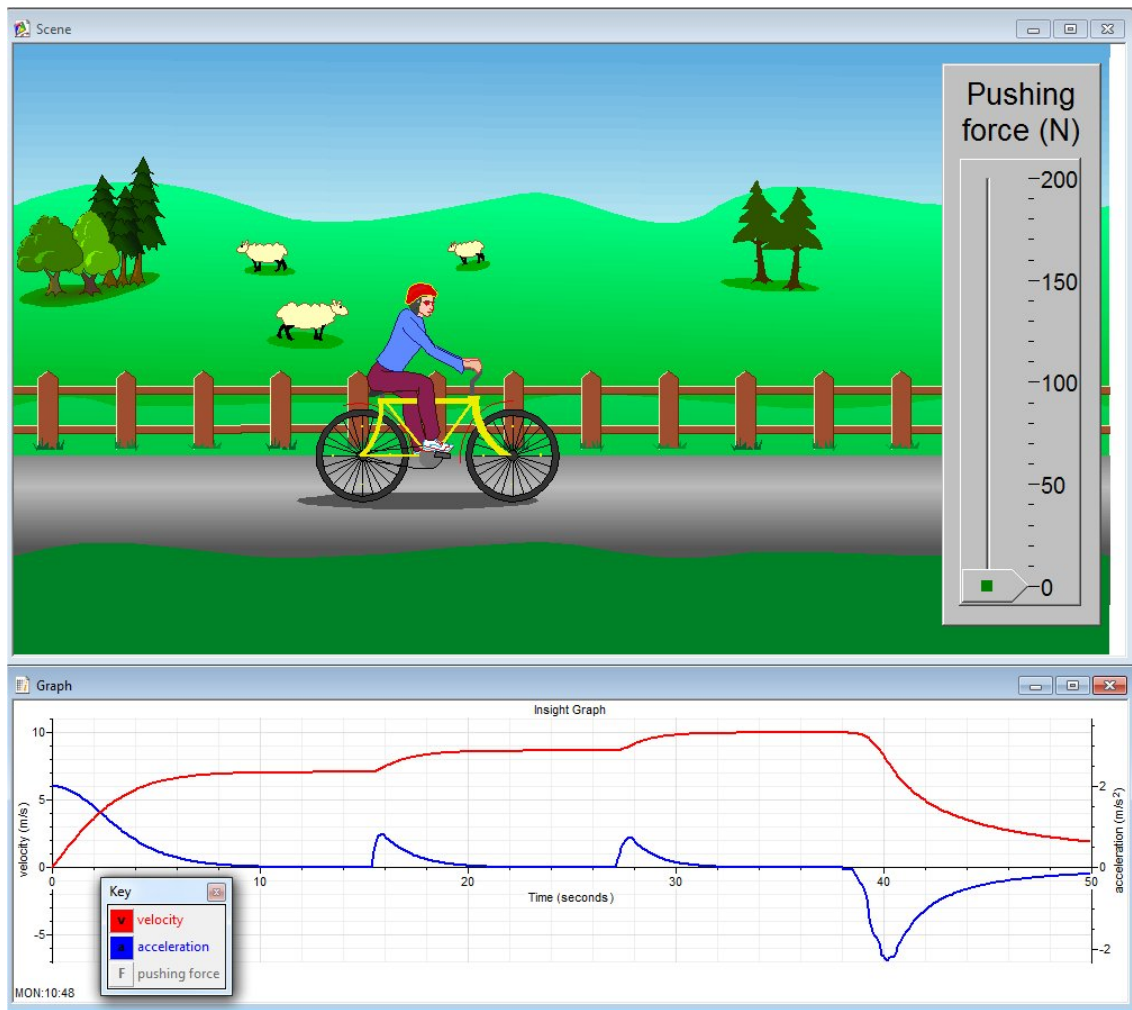 Scene
Pushing
force (N)
200
150
100
50
0
Graph
Insight Graph
10
5
0
-5
velocity (m/s)
2
0
-2
acceleration (m/s²)
0
10
20
30
40
50
Time (seconds)
Key
v velocity
a acceleration
F pushing force
MON:10:48